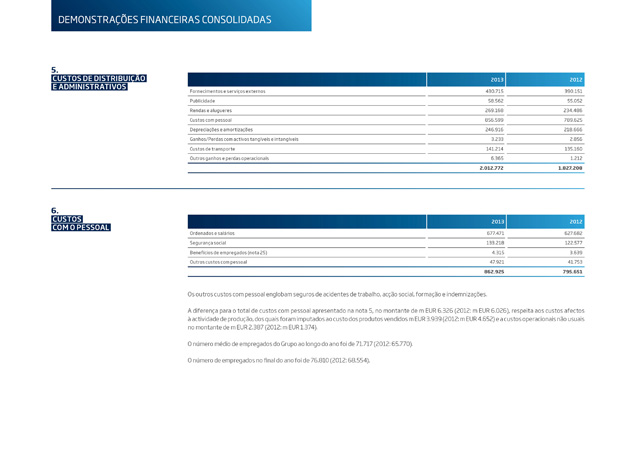 DEMONSTRAÇÕES FINANCEIRAS CONSOLIDADAS
5.
CUSTOS DE DISTRIBUIÇÃO
E ADMINISTRATIVOS
2013 2012
Fornecimentos e serviços externos 390.151
Publicidade 58.562 55.052
Rendas e alugueres 234.486
Custos com pessoal 856.599 789.625
Depreciações e amortizações 246.916 218.666
Ganhos/Perdas com activos tangíveis e intangíveis 3.233 2.856
Custos de transporte 141.214 135.160
Outros ganhos e perdas operacionais 8.365 1.212
2.012.772 1.827.208
6.
CUSTOS
COM O PESSOAL
2013 2012
Ordenados e salários 677.471 627.682
Segurança social 133.218 122.577
Benefícios de empregados (nota 25) 4.315 3.639
Outros custos com pessoal 47.921 41.753
862.925 795.651
Os outros custos com pessoal englobam seguros de acidentes de trabalho, acção social, formação e indemnizações.
A diferença para o total de custos com pessoal apresentado na nota 5, no montante de m EUR 6.326 (2012: m EUR 6.026), respeita aos custos afectos
à actividade de produção, dos quais foram imputados ao custo dos produtos vendidos m EUR 3.939 (2012: m EUR 4.652) e a custos operacionais não usuais
no montante de m EUR 2.387 (2012: m EUR 1.374).
O número médio de empregados do Grupo ao longo do ano foi de 71.717 (2012: 65.770).
O número de empregados no final do ano foi de 76.810 (2012: 68.554).